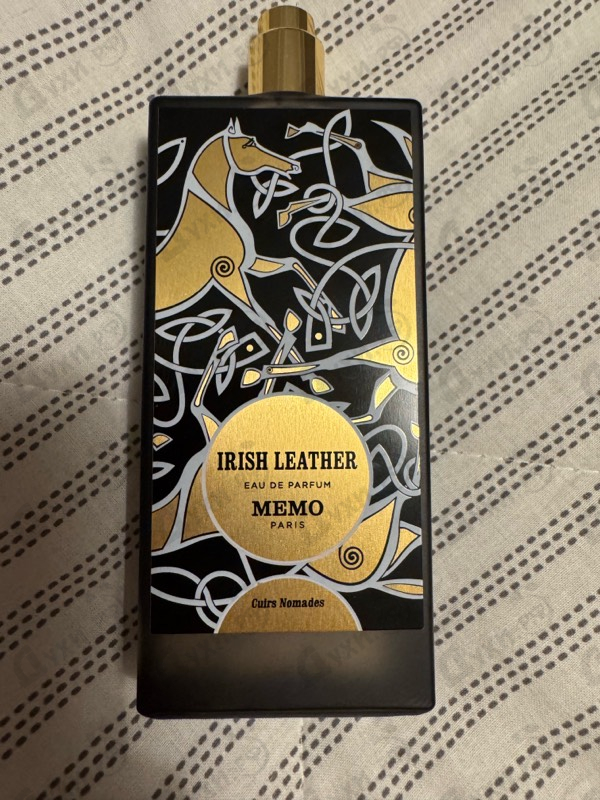 IRISH LEATHER
EAU DE PARFUM
MEMO
PARIS
Cuirs Nomades